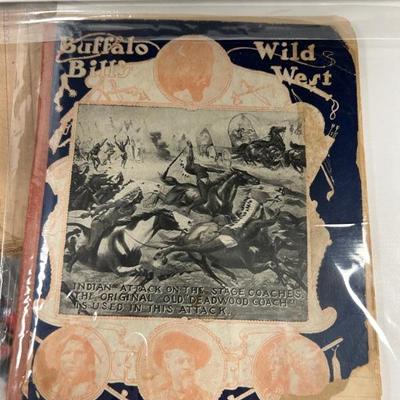 Buffalo Wild
Bill's West
INDIAN ATTACK ON THE STAGE COACHES.
THE ORIGINAL "OLD DEADWOOD COACH"
IS USED IN THIS ATTACK.